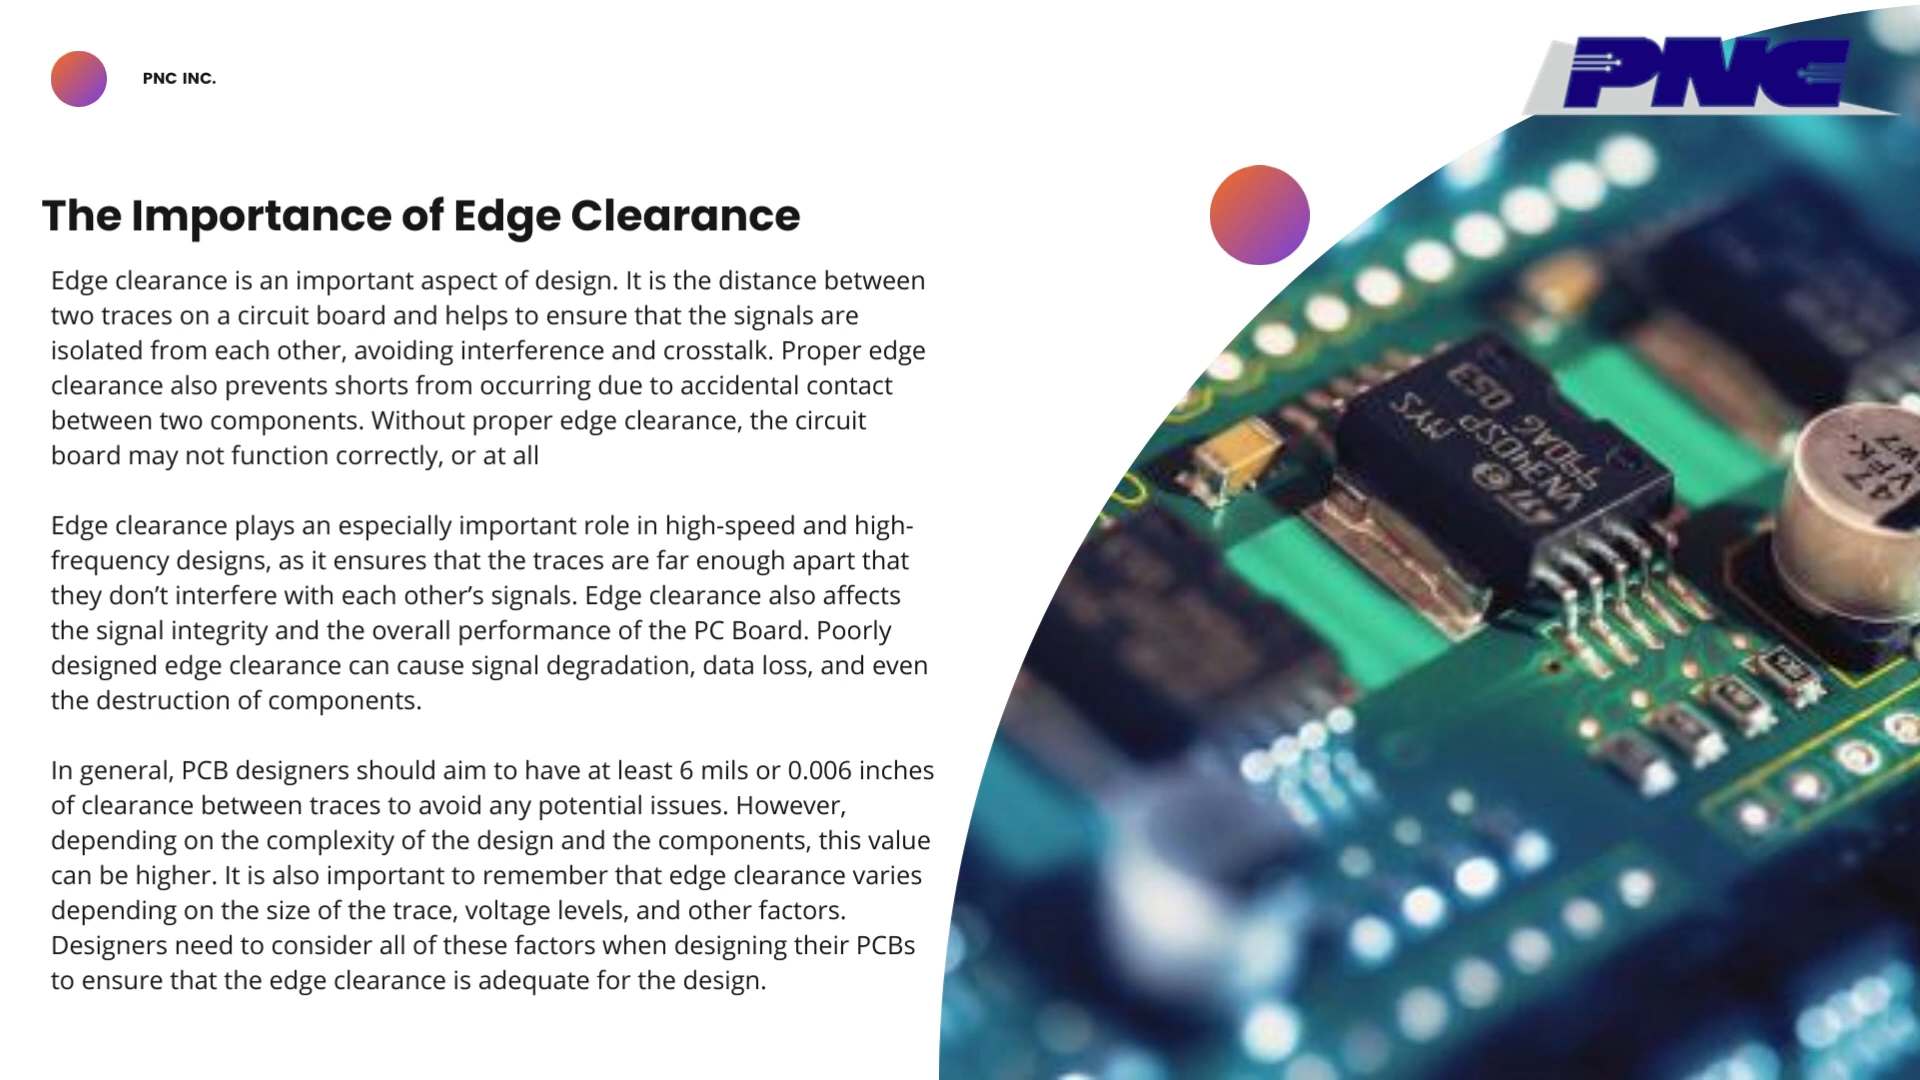 PNC INC.
PNC
The Importance of Edge Clearance
Edge clearance is an important aspect of design. It is the distance between
two traces on a circuit board and helps to ensure that the signals are
isolated from each other, avoiding interference and crosstalk. Proper edge
clearance also prevents shorts from occurring due to accidental contact
between two components. Without proper edge clearance, the circuit
board may not function correctly, or at all
Edge clearance plays an especially important role in high-speed and high-
frequency designs, as it ensures that the traces are far enough apart that
they don’t interfere with each other’s signals. Edge clearance also affects
the signal integrity and the overall performance of the PC Board. Poorly
designed edge clearance can cause signal degradation, data loss, and even
the destruction of components.
In general, PCB designers should aim to have at least 6 mils or 0.006 inches
of clearance between traces to avoid any potential issues. However,
depending on the complexity of the design and the components, this value
can be higher. It is also important to remember that edge clearance varies
depending on the size of the trace, voltage levels, and other factors.
Designers need to consider all of these factors when designing their PCBs
to ensure that the edge clearance is adequate for the design.
VN340SP
MYS
47
VFK